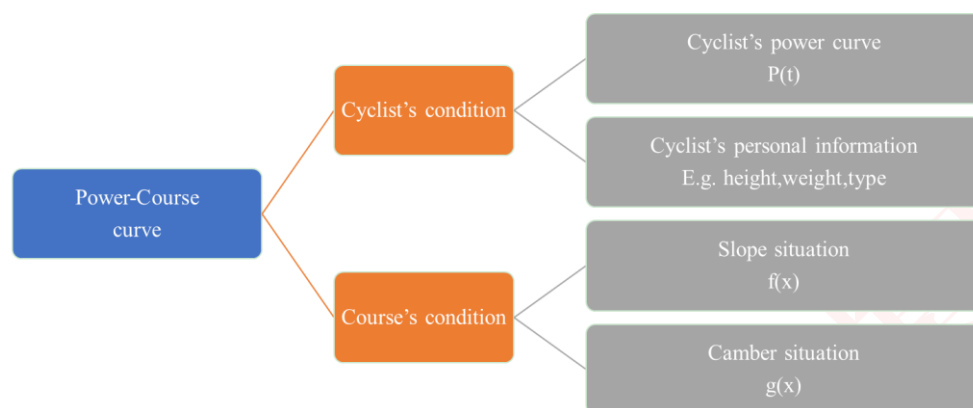 Power-Course
curve
Cyclist's condition
Course's condition
Cyclist's power curve
P(t)
Cyclist's personal information
E.g. height,weight,type
Slope situation
f(x)
Camber situation
g(x)